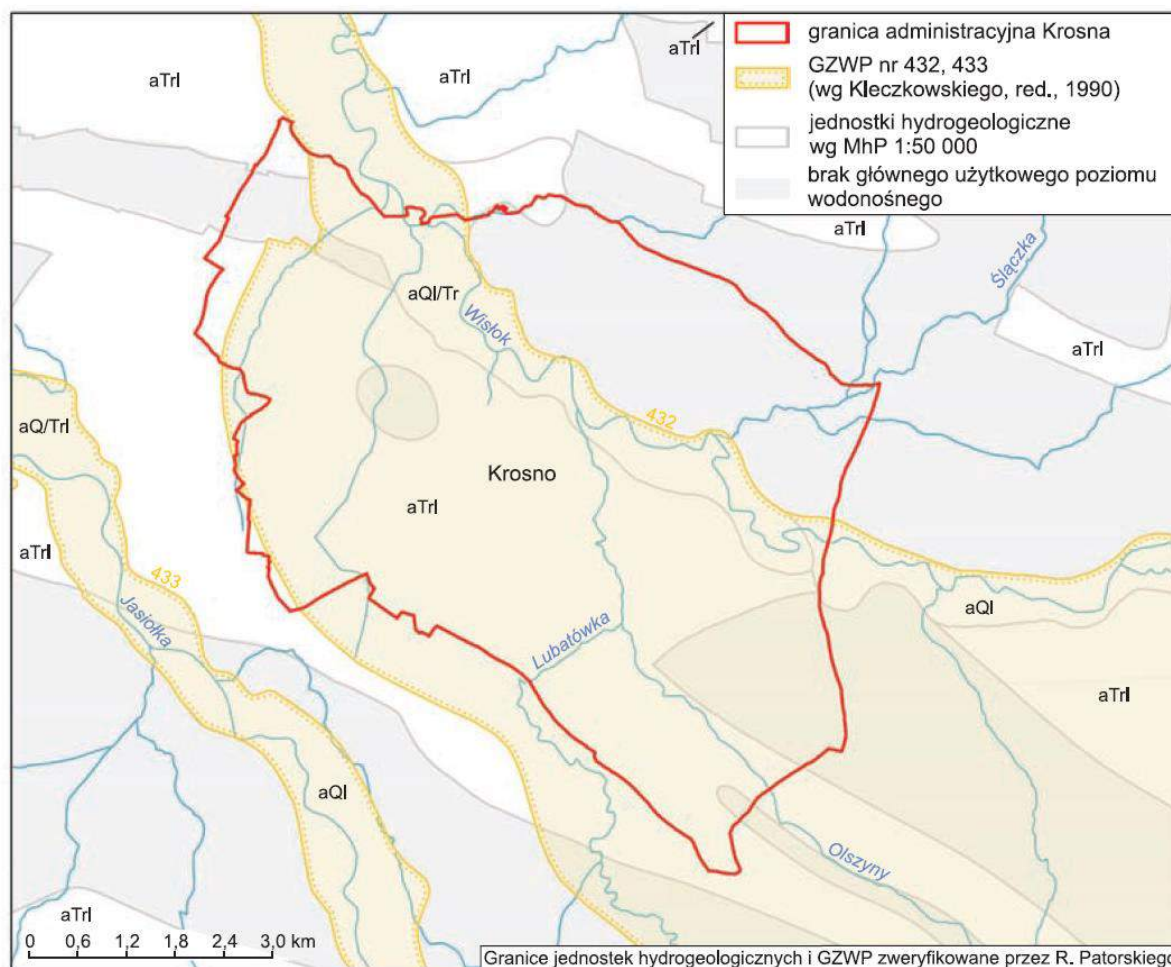 granica administracyjna Krosna
GZWP nr 432, 433
(wg Kleczkowskiego, red., 1990)
jednostki hydrogeologiczne
wg MhP 1:50 000
brak głównego użytkowego poziomu
wodonośnego
aTrI
aTrI
aTrI
aTrI
Ślączka
aQI/Tr
Wisłok
aTrI
aQ/TrI
432
Krosno
aTrI
aTrI
433
Jasiołka
aQI
Lubatówka
aTrI
aQI
Olszyny
aTrI
0 0,6 1,2 1,8 2,4 3,0 km
Granice jednostek hydrogeologicznych i GZWP zweryfikowane przez R. Patorskieg